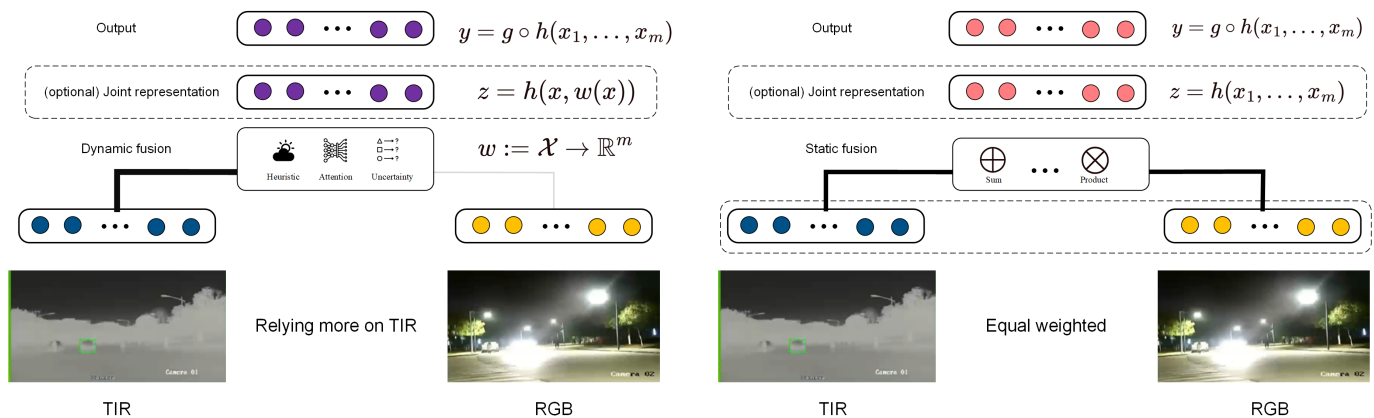 Output
y = g ∘ h(x₁, . . . , xₘ)
(optional) Joint representation
z = h(x, w(x))
Dynamic fusion
Heuristic
Attention
Uncertainty
△→?
□→?
○→?
w := 𝒳 → ℝᵐ
Relying more on TIR
Camera 01
Camera 02
TIR
RGB
Output
y = g ∘ h(x₁, . . . , xₘ)
(optional) Joint representation
z = h(x₁, . . . , xₘ)
Static fusion
Sum
Product
Equal weighted
Camera 01
Camera 02
TIR
RGB